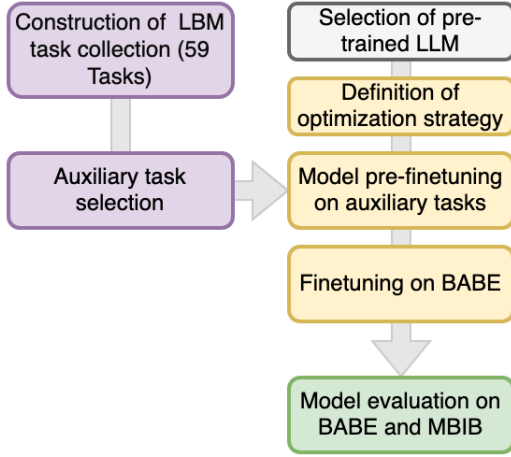 Construction of LBM
task collection (59
Tasks)
Auxiliary task
selection
Selection of pre-
trained LLM
Definition of
optimization strategy
Model pre-finetuning
on auxiliary tasks
Finetuning on BABE
Model evaluation on
BABE and MBIB